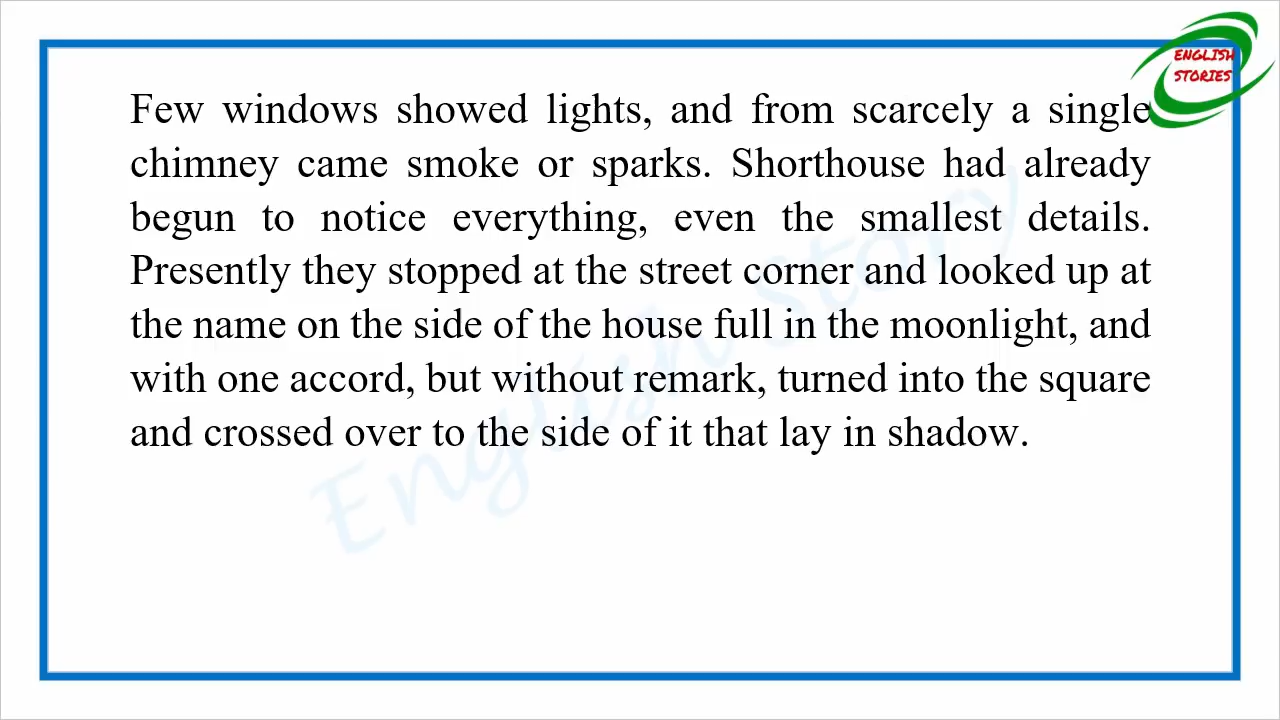 ENGLISH
STORIES
Few windows showed lights, and from scarcely a single
chimney came smoke or sparks. Shorthouse had already
begun to notice everything, even the smallest details.
Presently they stopped at the street corner and looked up at
the name on the side of the house full in the moonlight, and
with one accord, but without remark, turned into the square
and crossed over to the side of it that lay in shadow.
English Story